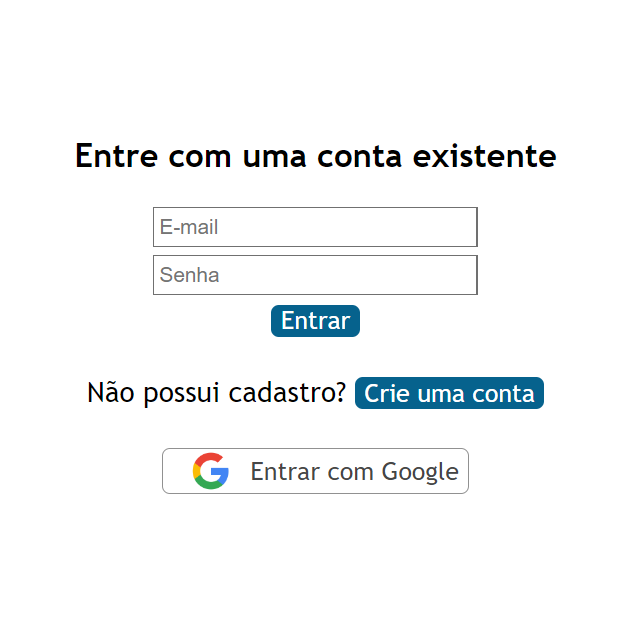 Entre com uma conta existente
E-mail
Senha
Entrar
Não possui cadastro? Crie uma conta
Entrar com Google